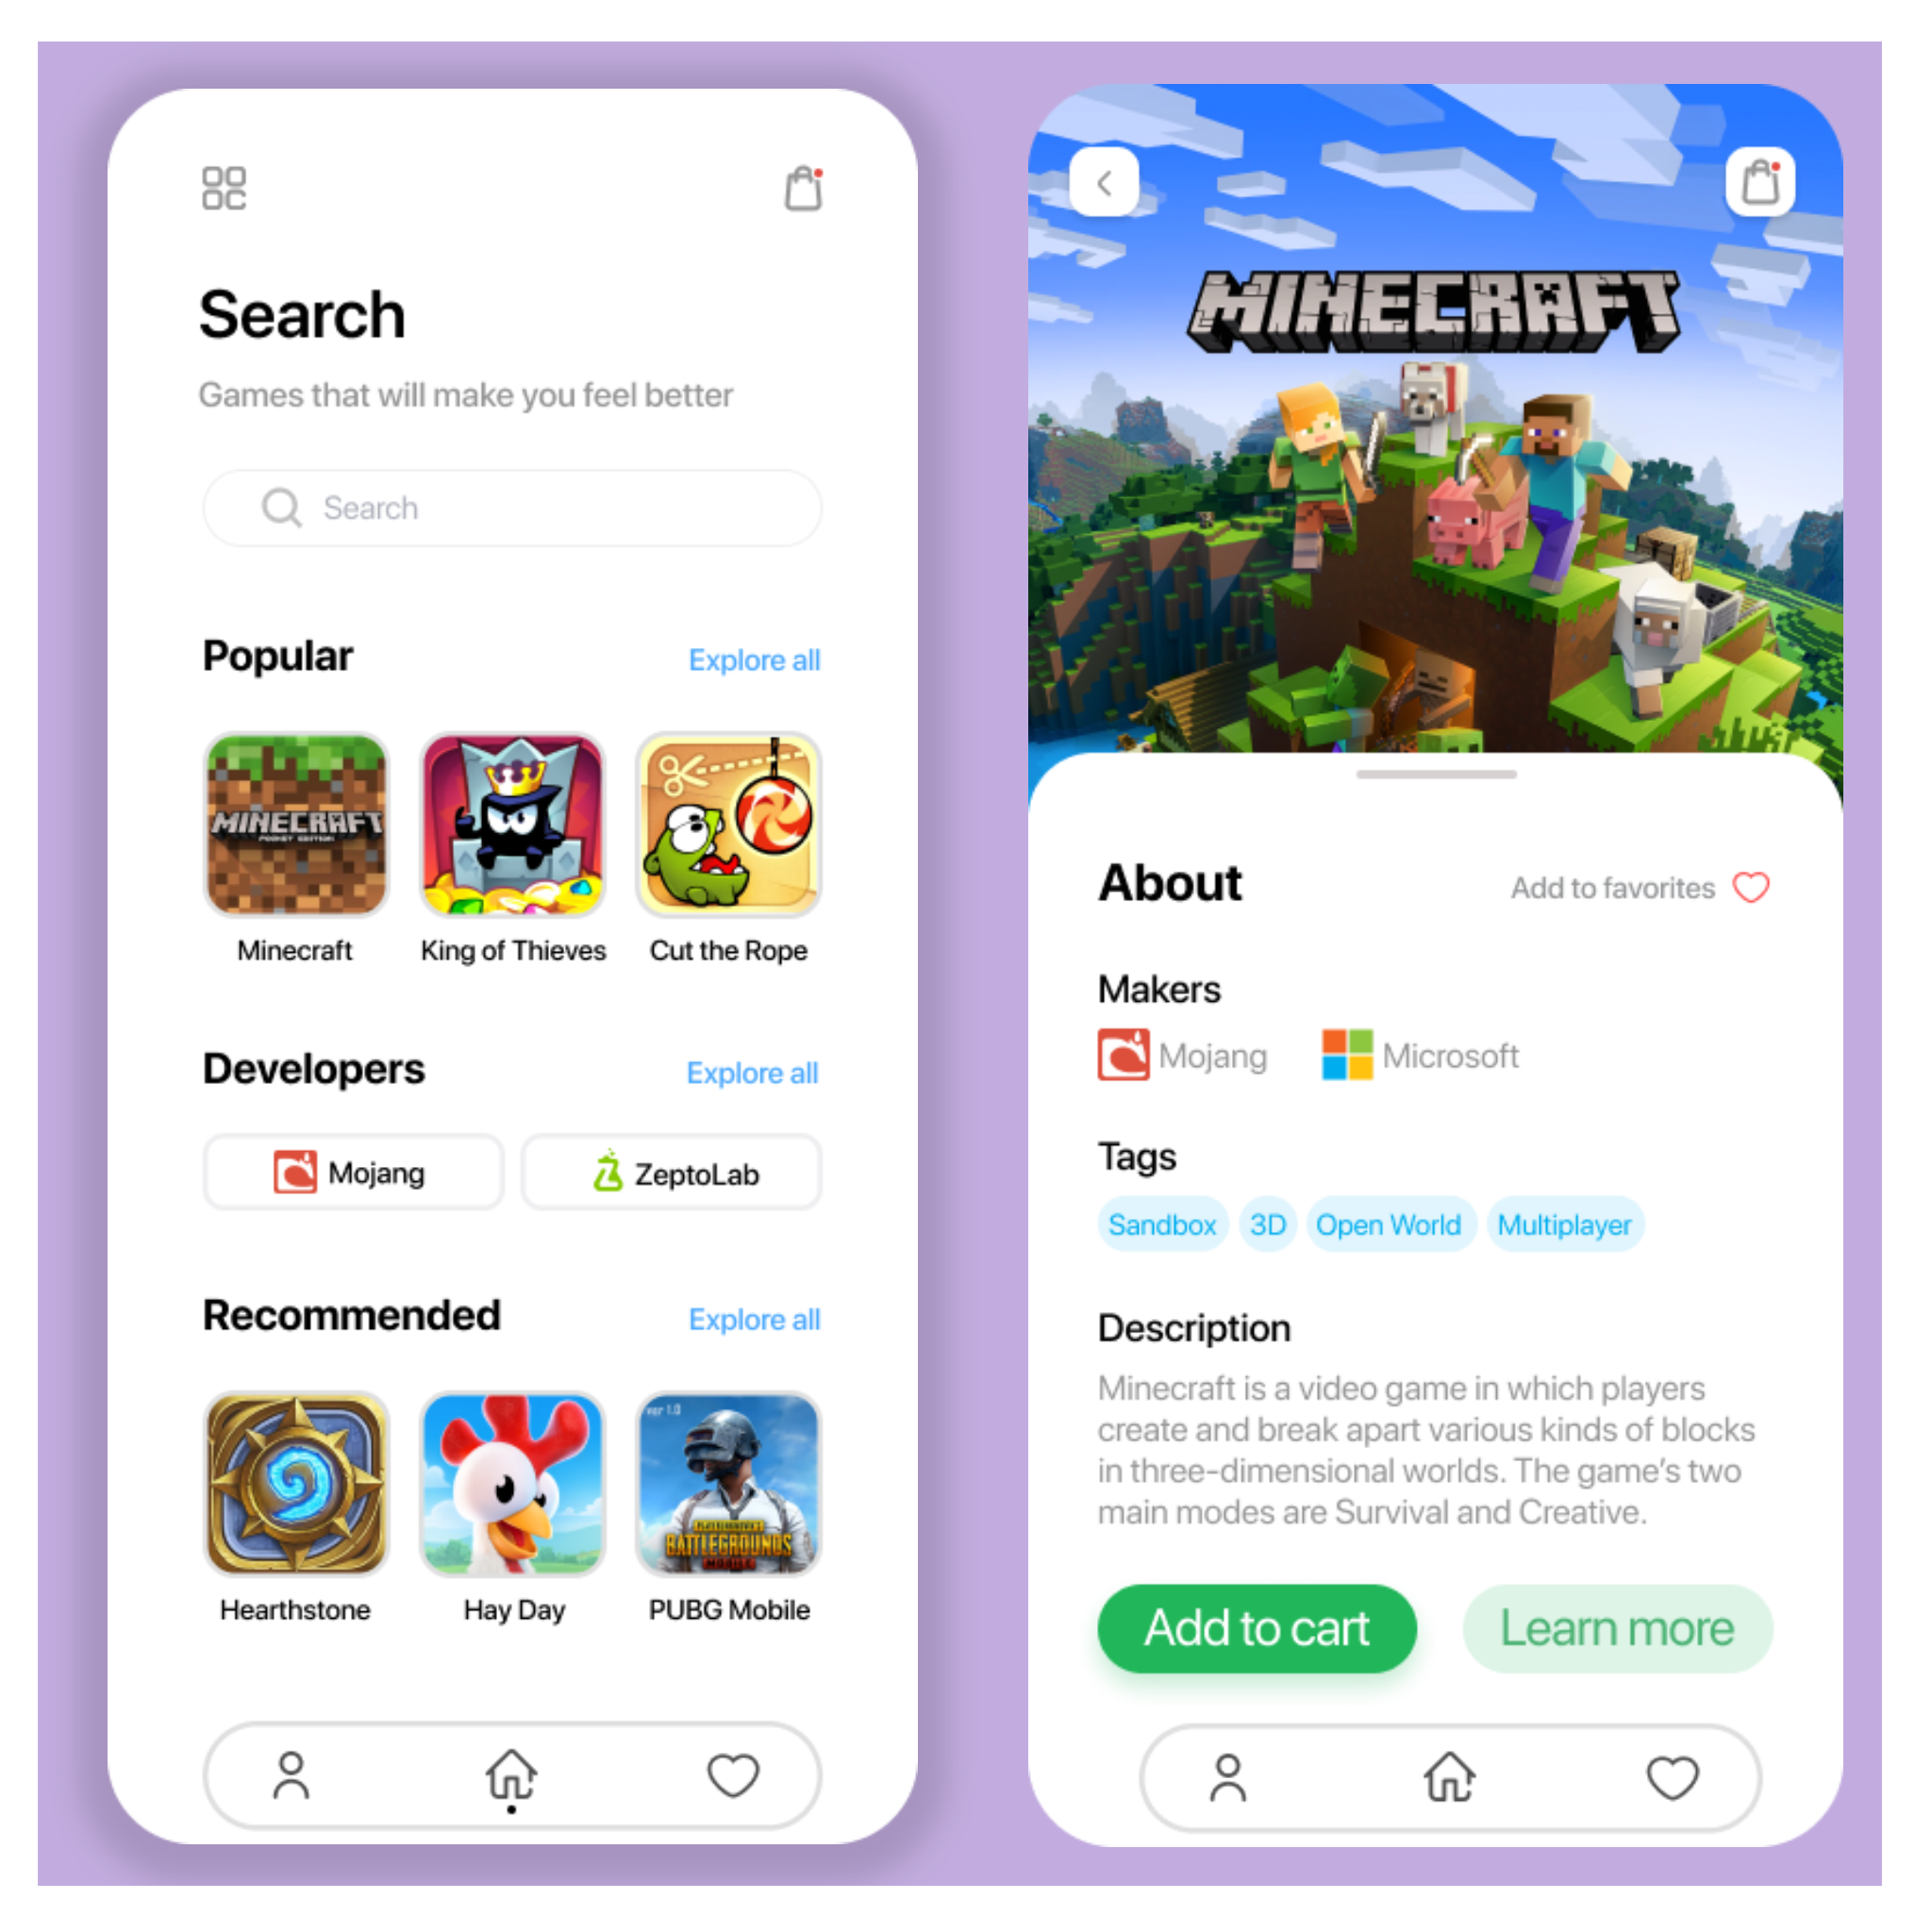 Search
Games that will make you feel better
Search
Popular
Explore all
MINECRAFT
POCKET EDITION
Minecraft
King of Thieves
Cut the Rope
Developers
Explore all
Mojang
ZeptoLab
Recommended
Explore all
ver 1.0
PLAYERUNKNOWN'S
BATTLEGROUNDS
MOBILE
Hearthstone
Hay Day
PUBG Mobile
MINECRAFT
About
Add to favorites
Makers
Mojang
Microsoft
Tags
Sandbox
3D
Open World
Multiplayer
Description
Minecraft is a video game in which players
create and break apart various kinds of blocks
in three-dimensional worlds. The game's two
main modes are Survival and Creative.
Add to cart
Learn more